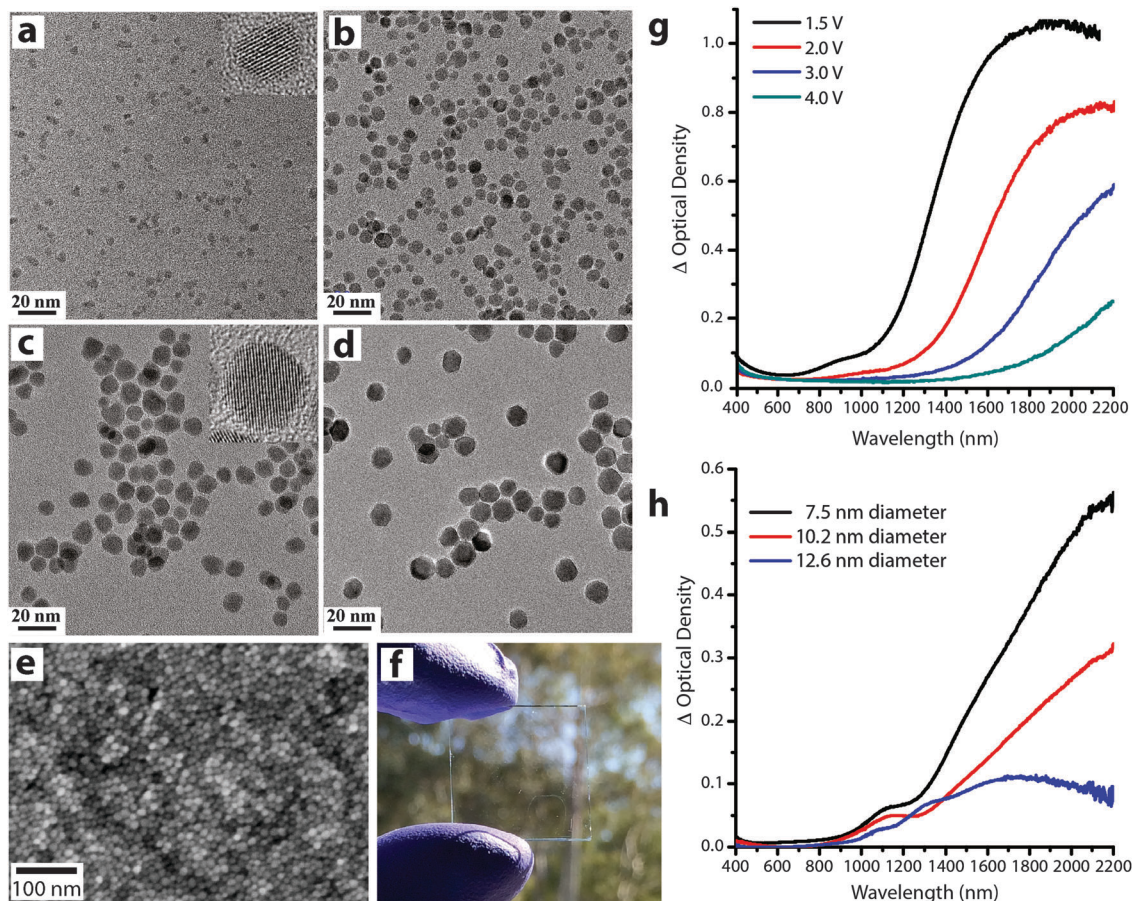 a
20 nm
b
20 nm
c
20 nm
d
20 nm
e
100 nm
f
g
1.5 V
2.0 V
3.0 V
4.0 V
1.0
0.8
0.6
0.4
0.2
0.0
Δ Optical Density
400 600 800 1000 1200 1400 1600 1800 2000 2200
Wavelength (nm)
h
7.5 nm diameter
10.2 nm diameter
12.6 nm diameter
0.6
0.5
0.4
0.3
0.2
0.1
0.0
Δ Optical Density
400 600 800 1000 1200 1400 1600 1800 2000 2200
Wavelength (nm)